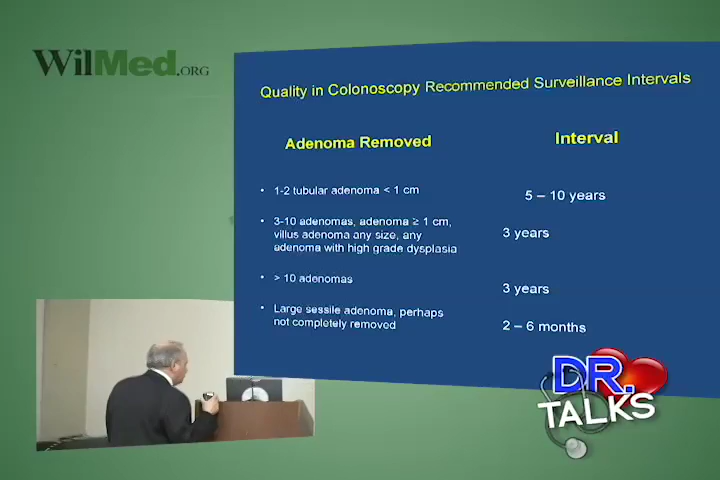 WilMed.ORG
Quality in Colonoscopy Recommended Surveillance Intervals
Adenoma Removed
Interval
• 1-2 tubular adenoma < 1 cm
5 – 10 years
• 3-10 adenomas, adenoma ≥ 1 cm,
villus adenoma any size, any
adenoma with high grade dysplasia
3 years
• > 10 adenomas
3 years
• Large sessile adenoma, perhaps
not completely removed
2 – 6 months
DR.
TALKS